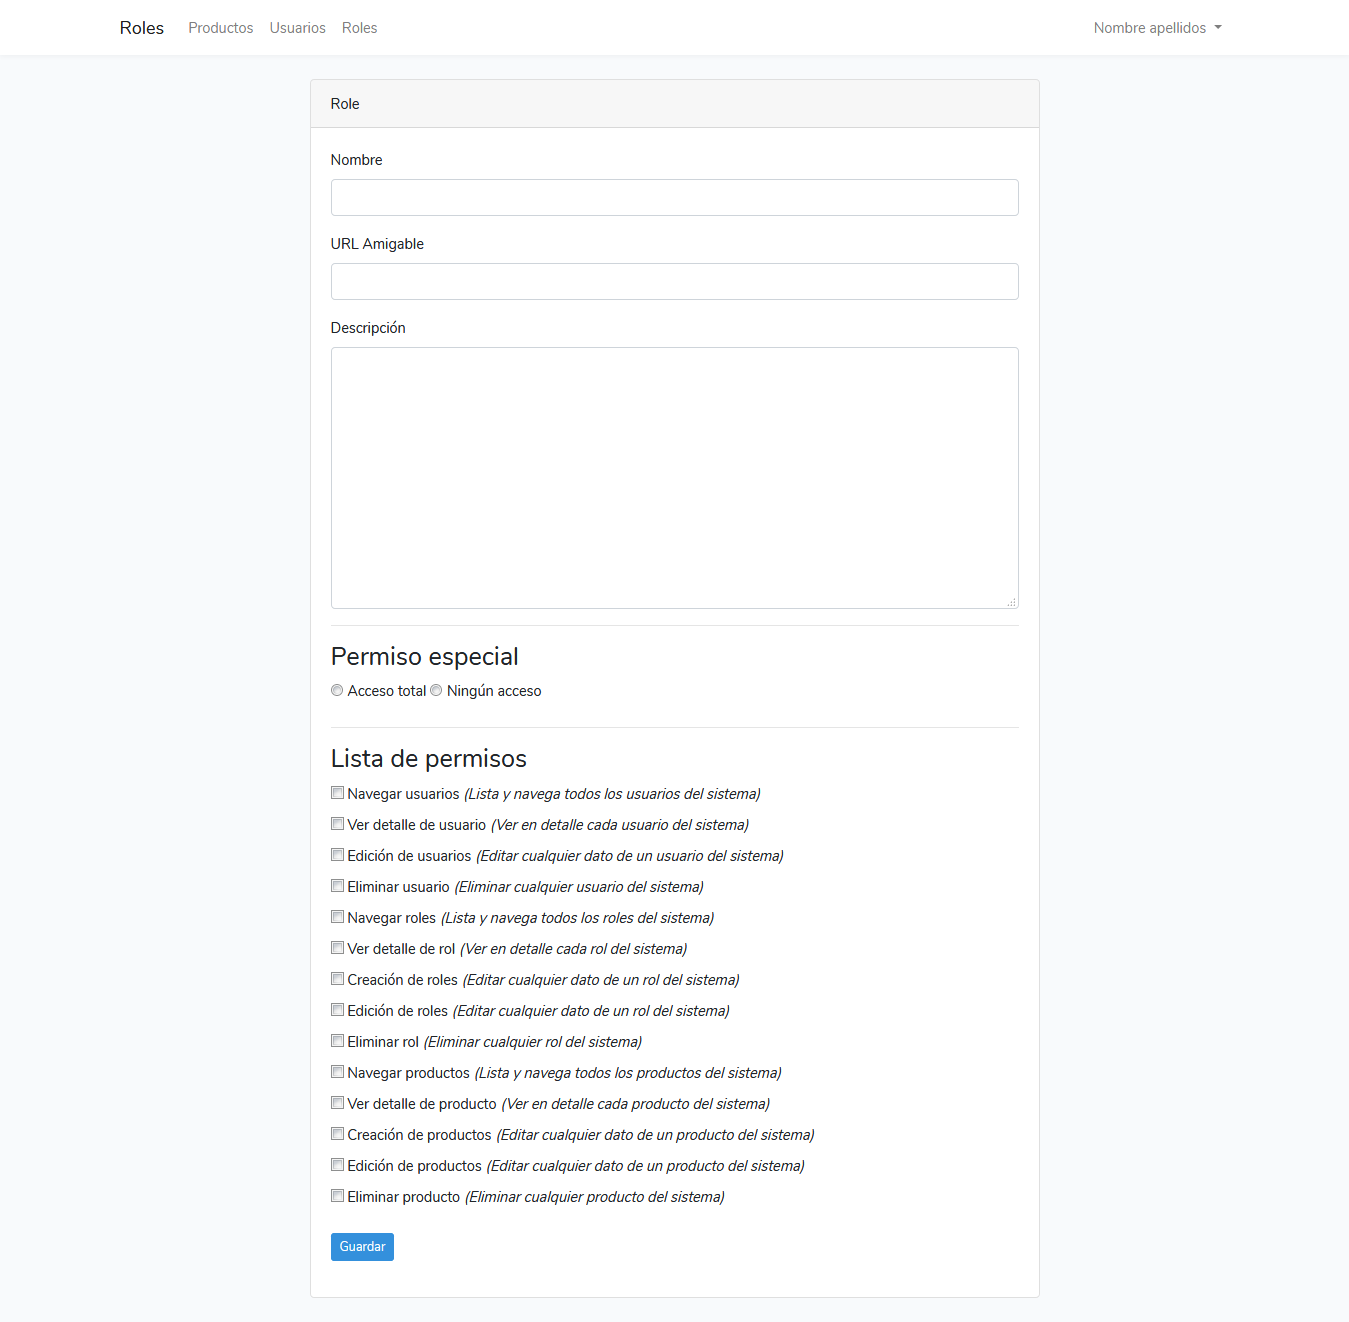 Roles Productos Usuarios Roles Nombre apellidos
Role
Nombre
URL Amigable
Descripción
Permiso especial
Acceso total Ningún acceso
Lista de permisos
Navegar usuarios (Lista y navega todos los usuarios del sistema)
Ver detalle de usuario (Ver en detalle cada usuario del sistema)
Edición de usuarios (Editar cualquier dato de un usuario del sistema)
Eliminar usuario (Eliminar cualquier usuario del sistema)
Navegar roles (Lista y navega todos los roles del sistema)
Ver detalle de rol (Ver en detalle cada rol del sistema)
Creación de roles (Editar cualquier dato de un rol del sistema)
Edición de roles (Editar cualquier dato de un rol del sistema)
Eliminar rol (Eliminar cualquier rol del sistema)
Navegar productos (Lista y navega todos los productos del sistema)
Ver detalle de producto (Ver en detalle cada producto del sistema)
Creación de productos (Editar cualquier dato de un producto del sistema)
Edición de productos (Editar cualquier dato de un producto del sistema)
Eliminar producto (Eliminar cualquier producto del sistema)
Guardar